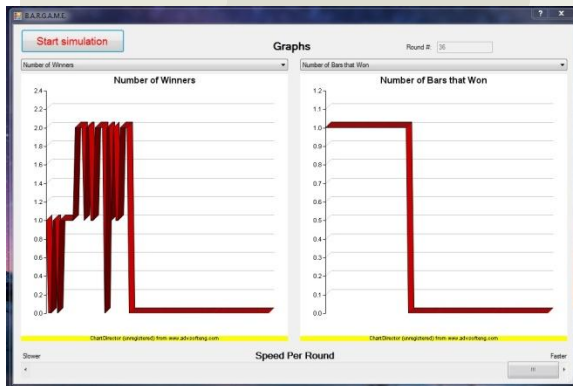 BARGAME
Start simulation
Graphs
Round #: 36
Number of Winners
Number of Bars that Won
Number of Winners
2.4
2.2
2.0
1.8
1.6
1.4
1.2
1.0
0.8
0.6
0.4
0.2
0.0
ChartDirector (unregistered) from www.advsofteng.com
Number of Bars that Won
1.2
1.1
1.0
0.9
0.8
0.7
0.6
0.5
0.4
0.3
0.2
0.1
0.0
ChartDirector (unregistered) from www.advsofteng.com
Slower
Speed Per Round
Faster